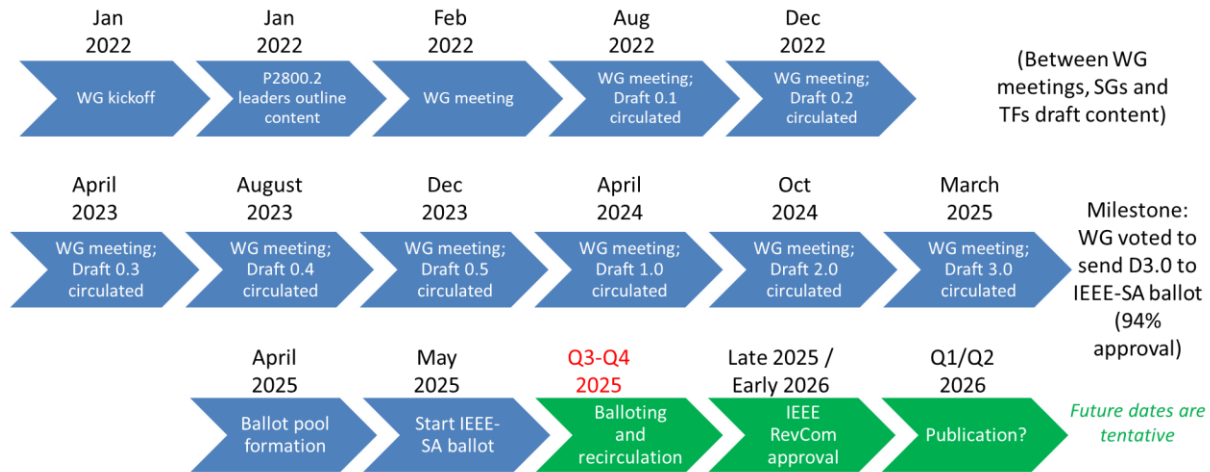 Jan
2022
Jan
2022
Feb
2022
Aug
2022
Dec
2022
WG kickoff
P2800.2
leaders outline
content
WG meeting
WG meeting;
Draft 0.1
circulated
WG meeting;
Draft 0.2
circulated
(Between WG
meetings, SGs and
TFs draft content)
April
2023
August
2023
Dec
2023
April
2024
Oct
2024
March
2025
WG meeting;
Draft 0.3
circulated
WG meeting;
Draft 0.4
circulated
WG meeting;
Draft 0.5
circulated
WG meeting;
Draft 1.0
circulated
WG meeting;
Draft 2.0
circulated
WG meeting;
Draft 3.0
circulated
Milestone:
WG voted to
send D3.0 to
IEEE-SA ballot
(94%
approval)
April
2025
May
2025
Q3-Q4
2025
Late 2025 /
Early 2026
Q1/Q2
2026
Ballot pool
formation
Start IEEE-
SA ballot
Balloting
and
recirculation
IEEE
RevCom
approval
Publication?
Future dates are
tentative